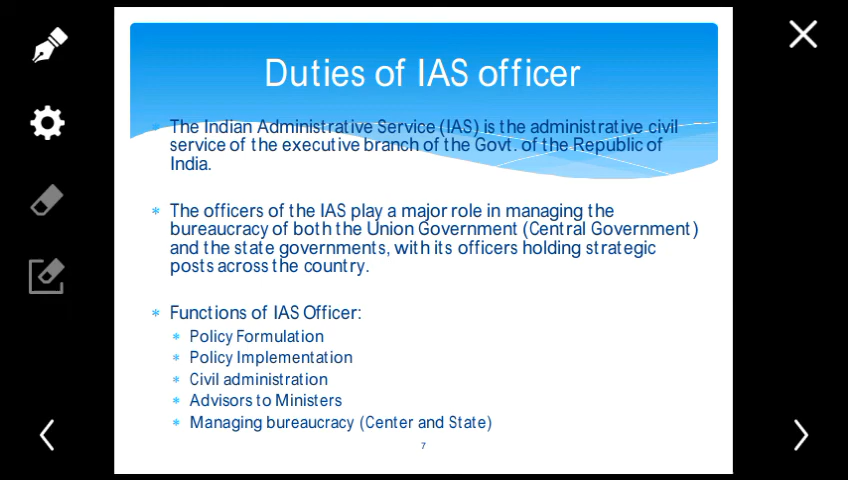 Duties of IAS officer
* The Indian Administrative Service (IAS) is the administrative civil
service of the executive branch of the Govt. of the Republic of
India.
* The officers of the IAS play a major role in managing the
bureaucracy of both the Union Government (Central Government)
and the state governments, with its officers holding strategic
posts across the country.
* Functions of IAS Officer:
* Policy Formulation
* Policy Implementation
* Civil administration
* Advisors to Ministers
* Managing bureaucracy (Center and State)
7